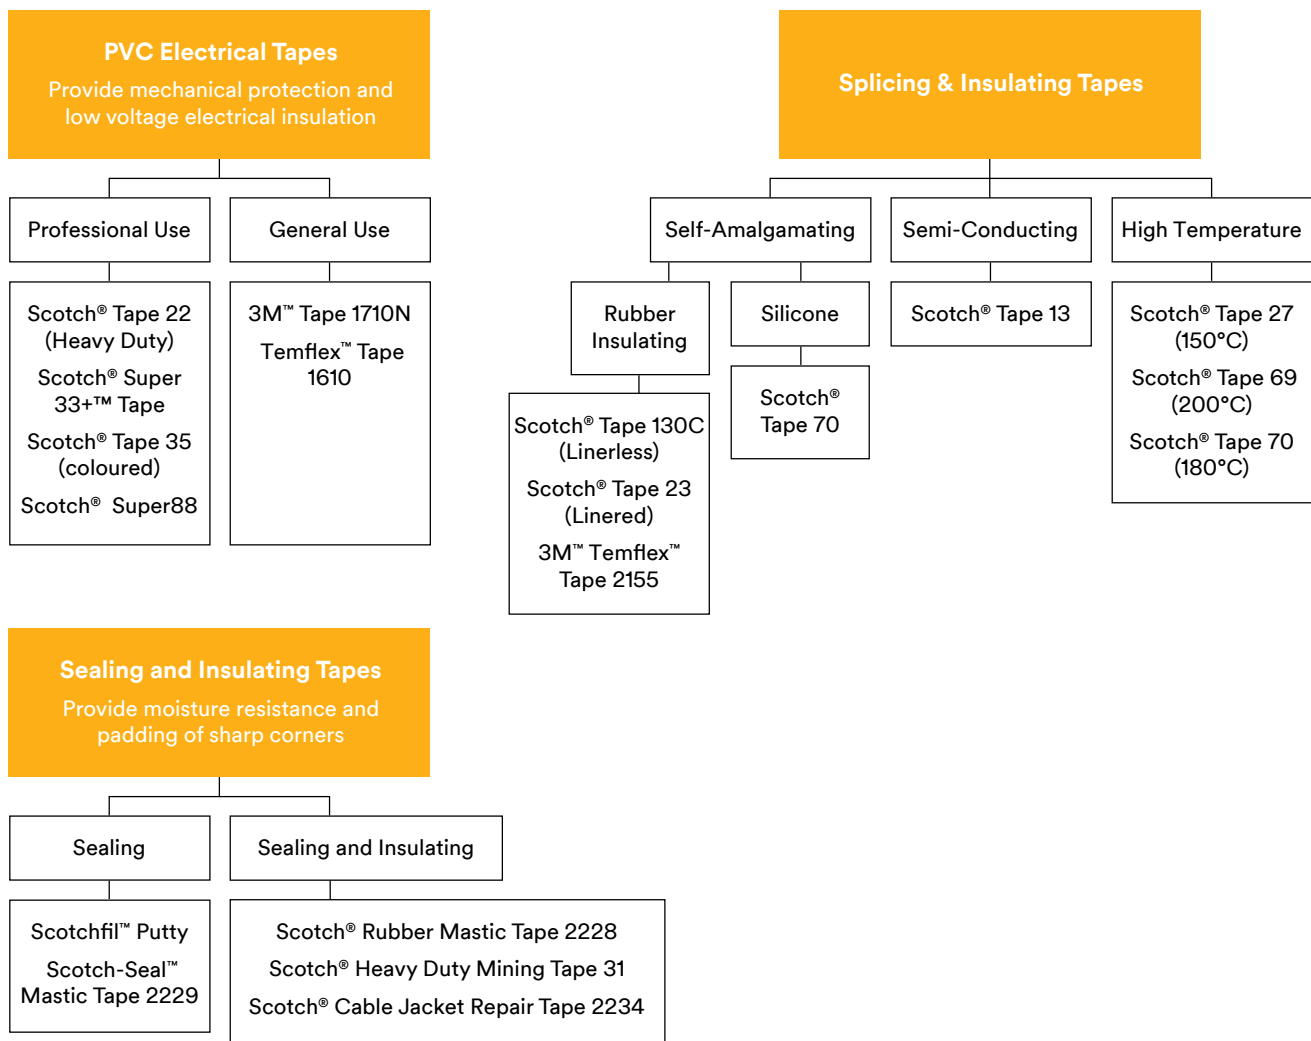 PVC Electrical Tapes
Provide mechanical protection and
low voltage electrical insulation
Professional Use
General Use
Scotch® Tape 22
(Heavy Duty)
Scotch® Super
33+™ Tape
Scotch® Tape 35
(coloured)
Scotch® Super88
3M™ Tape 1710N
Temflex™ Tape
1610
Splicing & Insulating Tapes
Self-Amalgamating
Semi-Conducting
High Temperature
Rubber
Insulating
Silicone
Scotch® Tape 13
Scotch® Tape 27
(150°C)
Scotch® Tape 69
(200°C)
Scotch® Tape 70
(180°C)
Scotch® Tape 130C
(Linerless)
Scotch® Tape 23
(Linered)
3M™ Temflex™
Tape 2155
Scotch®
Tape 70
Sealing and Insulating Tapes
Provide moisture resistance and
padding of sharp corners
Sealing
Sealing and Insulating
Scotchfil™ Putty
Scotch-Seal™
Mastic Tape 2229
Scotch® Rubber Mastic Tape 2228
Scotch® Heavy Duty Mining Tape 31
Scotch® Cable Jacket Repair Tape 2234